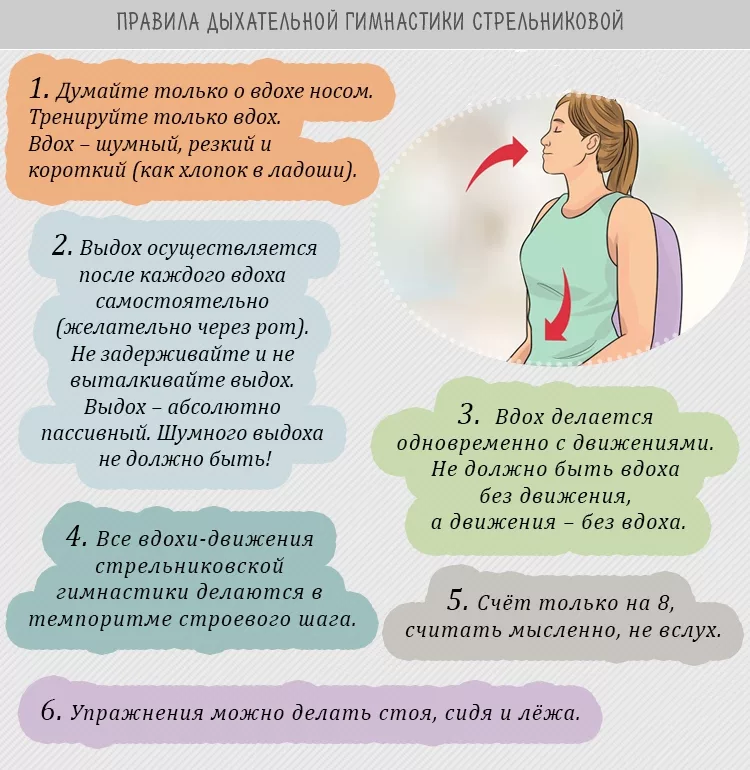 ПРАВИЛА ДЫХАТЕЛЬНОЙ ГИМНАСТИКИ СТРЕЛЬНИКОВОЙ
1. Думайте только о вдохе носом.
Тренируйте только вдох.
Вдох – шумный, резкий и
короткий (как хлопок в ладоши).
2. Выдох осуществляется
после каждого вдоха
самостоятельно
(желательно через рот).
Не задерживайте и не
выталкивайте выдох.
Выдох – абсолютно
пассивный. Шумного выдоха
не должно быть!
3. Вдох делается
одновременно с движениями.
Не должно быть вдоха
без движения,
а движения – без вдоха.
4. Все вдохи-движения
стрельниковской
гимнастики делаются в
темпоритме строевого шага.
5. Счёт только на 8,
считать мысленно, не вслух.
6. Упражнения можно делать стоя, сидя и лёжа.